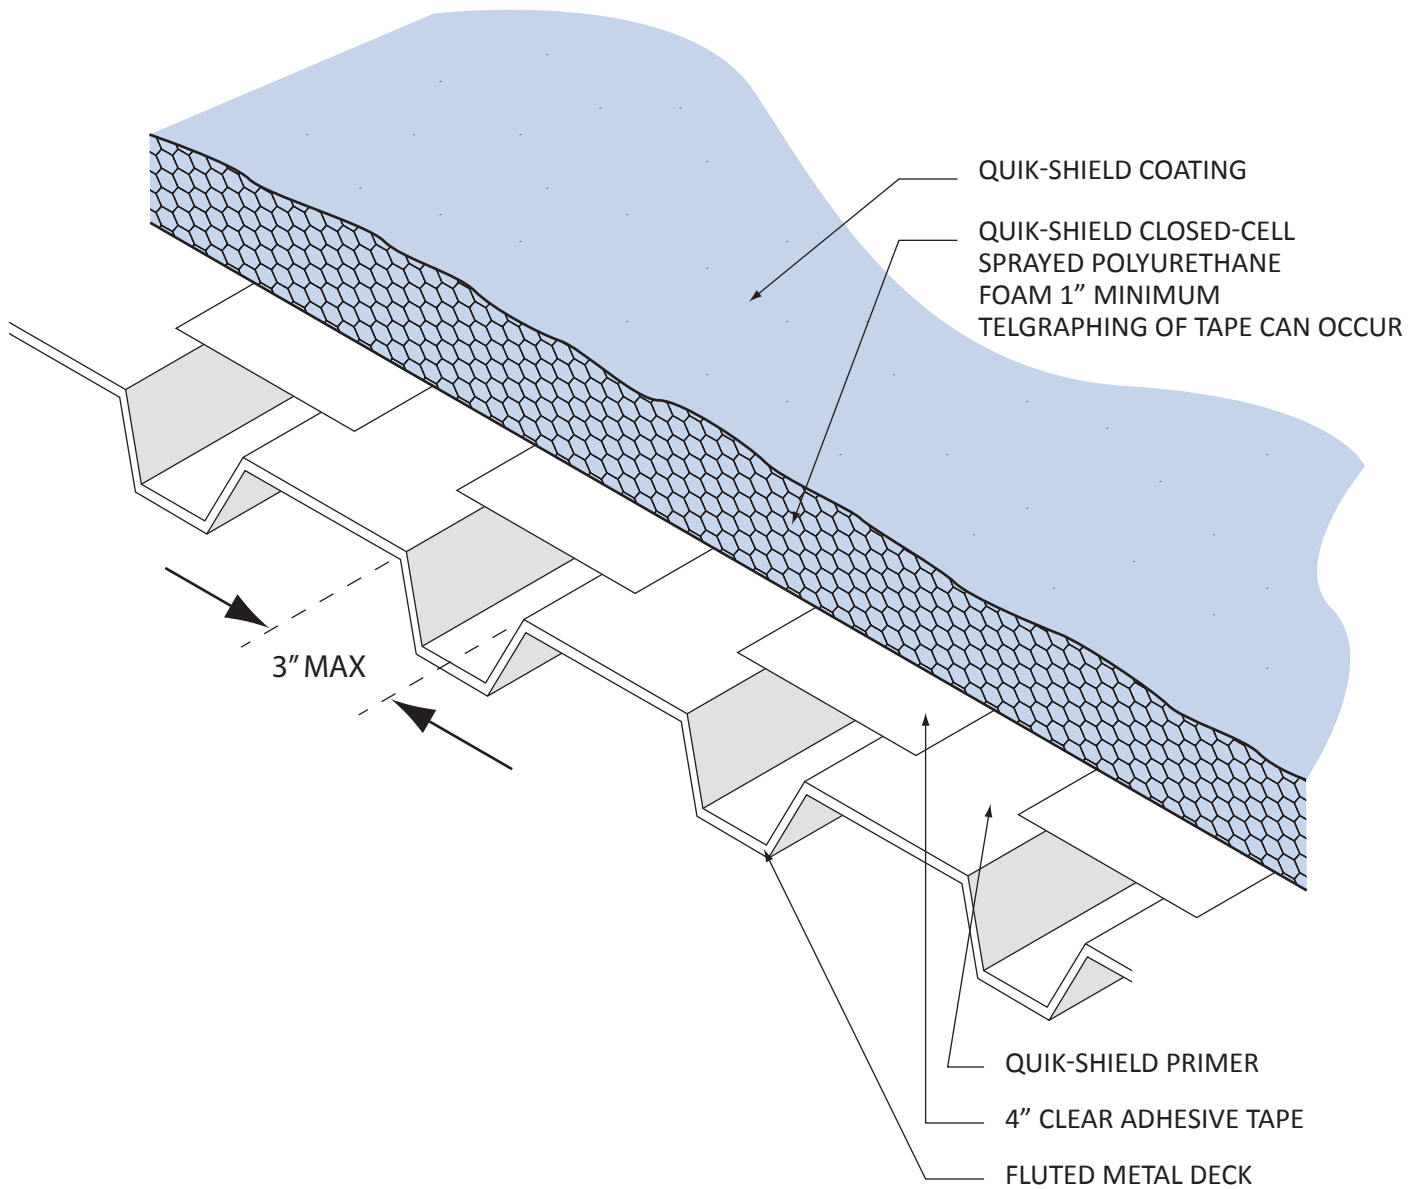 QUIK-SHIELD COATING
QUIK-SHIELD CLOSED-CELL
SPRAYED POLYURETHANE
FOAM 1” MINIMUM
TELGRAPHING OF TAPE CAN OCCUR
3” MAX
QUIK-SHIELD PRIMER
4” CLEAR ADHESIVE TAPE
FLUTED METAL DECK